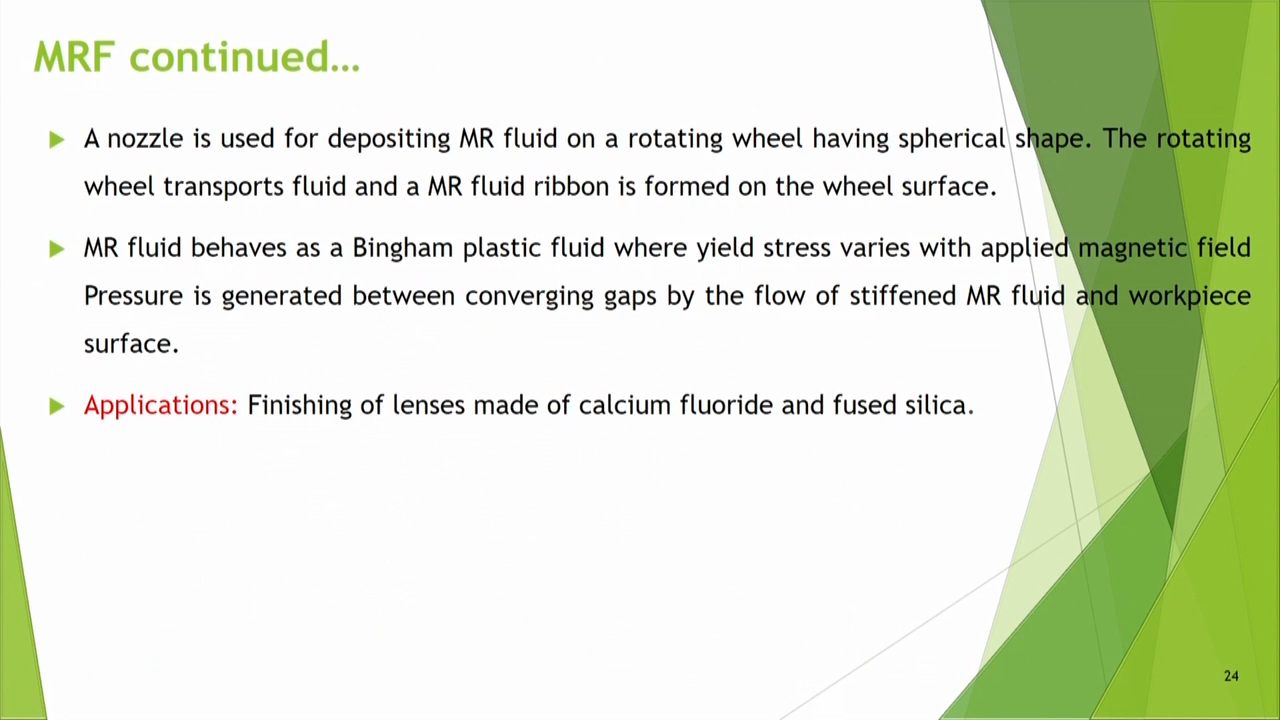 MRF continued…
A nozzle is used for depositing MR fluid on a rotating wheel having spherical shape. The rotating
wheel transports fluid and a MR fluid ribbon is formed on the wheel surface.
MR fluid behaves as a Bingham plastic fluid where yield stress varies with applied magnetic field
Pressure is generated between converging gaps by the flow of stiffened MR fluid and workpiece
surface.
Applications: Finishing of lenses made of calcium fluoride and fused silica.
24